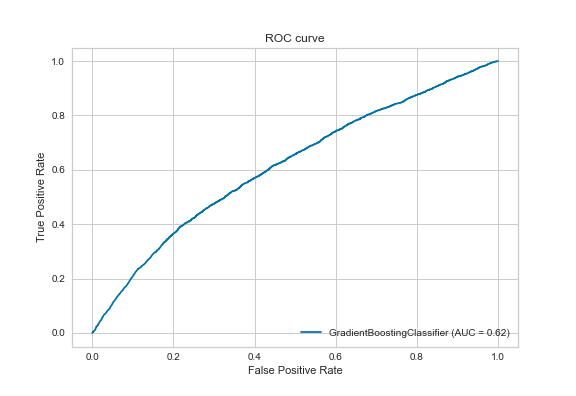 ROC curve
1.0
0.8
0.6
0.4
0.2
0.0
True Positive Rate
GradientBoostingClassifier (AUC = 0.62)
0.0 0.2 0.4 0.6 0.8 1.0
False Positive Rate